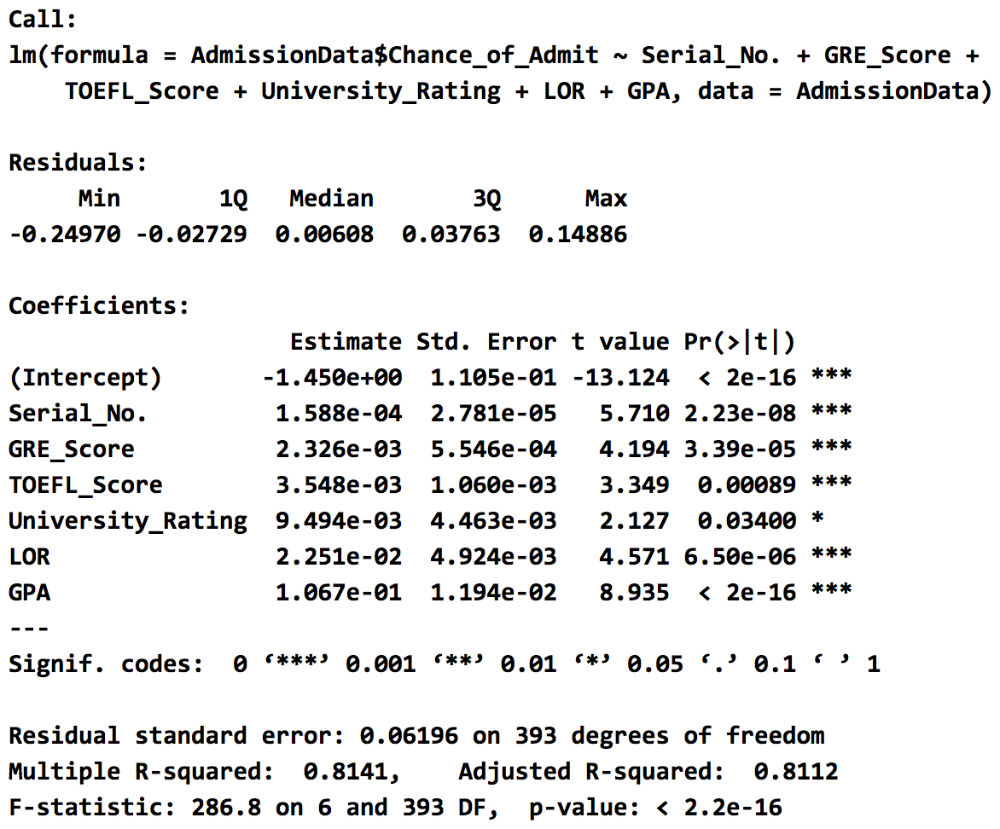 Call:
lm(formula = AdmissionData$Chance_of_Admit ~ Serial_No. + GRE_Score +
    TOEFL_Score + University_Rating + LOR + GPA, data = AdmissionData)

Residuals:
     Min       1Q   Median       3Q      Max
-0.24970 -0.02729  0.00608  0.03763  0.14886

Coefficients:
                    Estimate Std. Error t value Pr(>|t|)
(Intercept)       -1.450e+00  1.105e-01 -13.124  < 2e-16 ***
Serial_No.         1.588e-04  2.781e-05   5.710 2.23e-08 ***
GRE_Score          2.326e-03  5.546e-04   4.194 3.39e-05 ***
TOEFL_Score        3.548e-03  1.060e-03   3.349  0.00089 ***
University_Rating  9.494e-03  4.463e-03   2.127  0.03400 *
LOR                2.251e-02  4.924e-03   4.571 6.50e-06 ***
GPA                1.067e-01  1.194e-02   8.935  < 2e-16 ***
---
Signif. codes:  0 ‘***’ 0.001 ‘**’ 0.01 ‘*’ 0.05 ‘.’ 0.1 ‘ ’ 1

Residual standard error: 0.06196 on 393 degrees of freedom
Multiple R-squared:  0.8141,    Adjusted R-squared:  0.8112
F-statistic: 286.8 on 6 and 393 DF,  p-value: < 2.2e-16